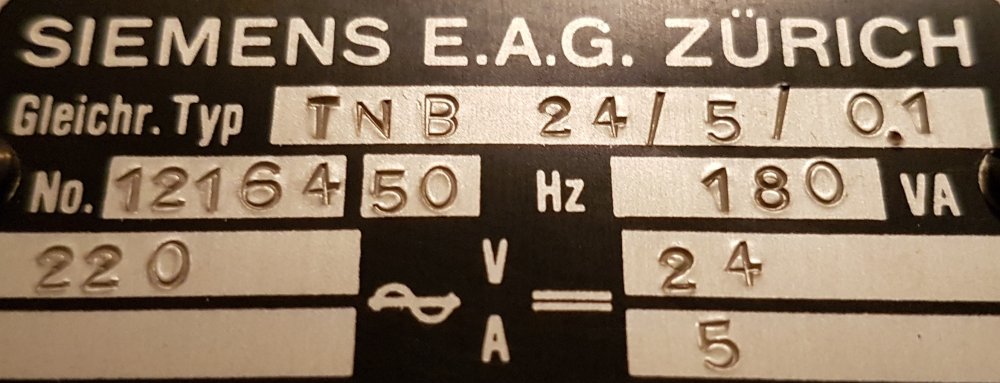 SIEMENS E.A.G. ZÜRICH
Gleichr. Typ TNB 24/5/0.1
No. 12164 50 Hz 180 VA
220 V 24
A 5